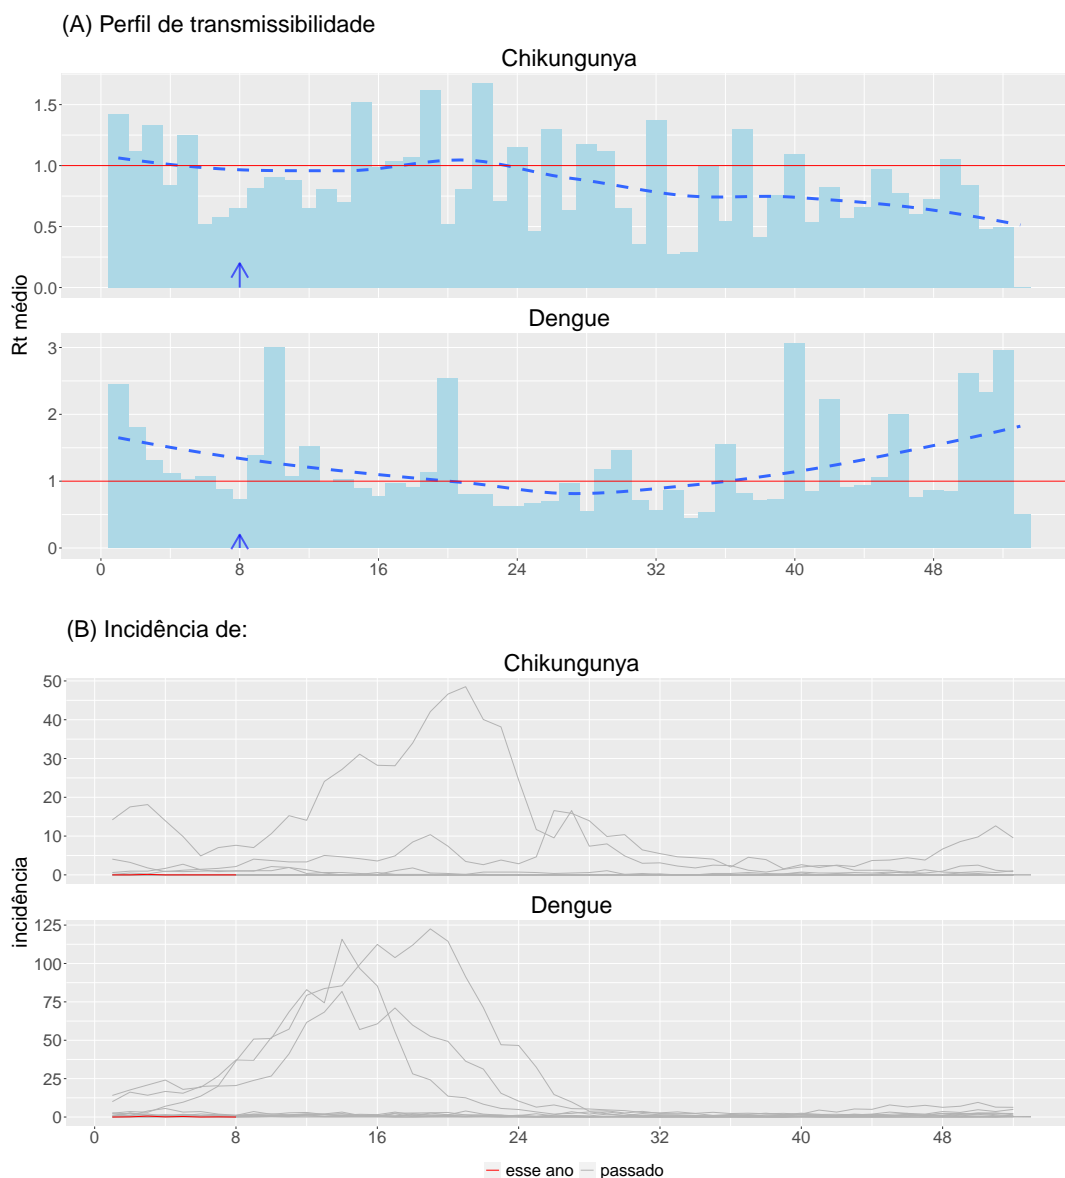 (A) Perfil de transmissibilidade
Chikungunya
1.5
1.0
0.5
0.0
Rt médio
Dengue
3
2
1
0
0 8 16 24 32 40 48
(B) Incidência de:
Chikungunya
50
40
30
20
10
0
incidência
Dengue
125
100
75
50
25
0
0 8 16 24 32 40 48
esse ano passado